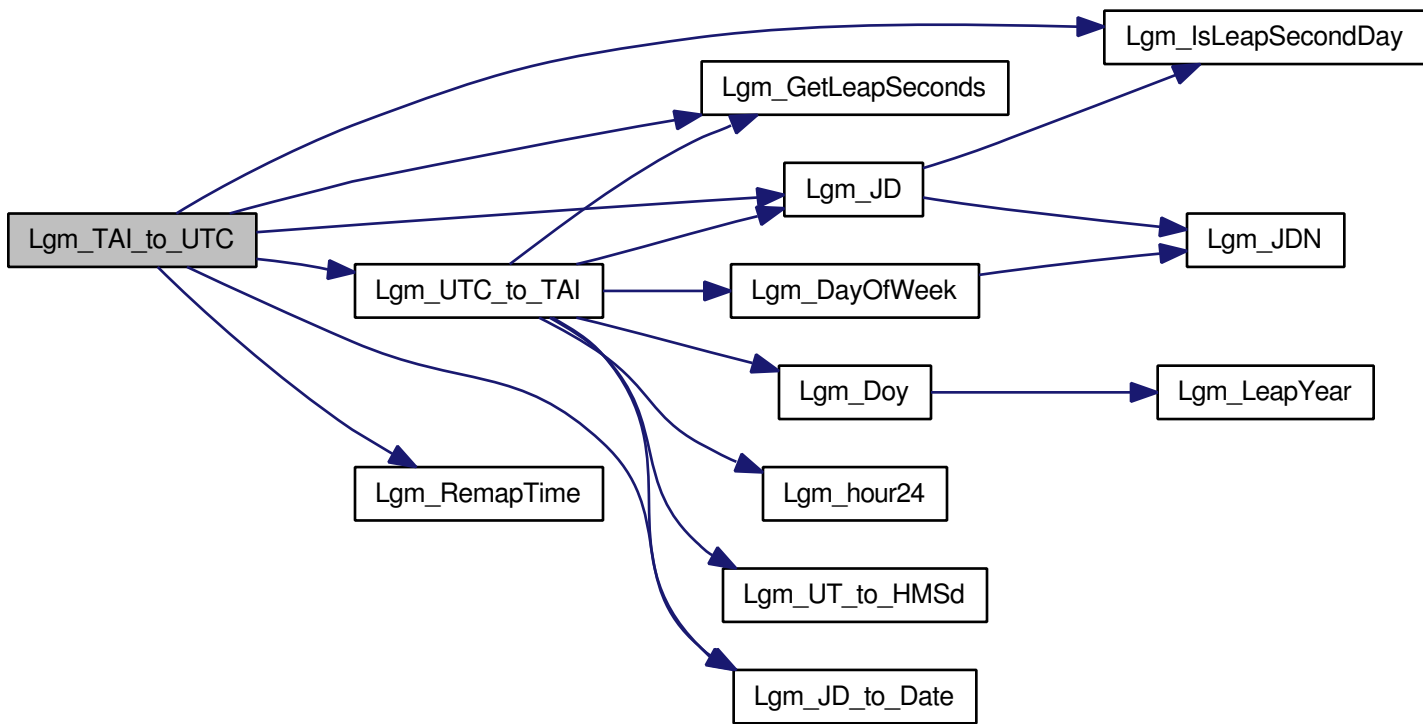 Lgm_IsLeapSecondDay
Lgm_GetLeapSeconds
Lgm_JD
Lgm_TAI_to_UTC
Lgm_JDN
Lgm_UTC_to_TAI
Lgm_DayOfWeek
Lgm_Doy
Lgm_LeapYear
Lgm_RemapTime
Lgm_hour24
Lgm_UT_to_HMSd
Lgm_JD_to_Date